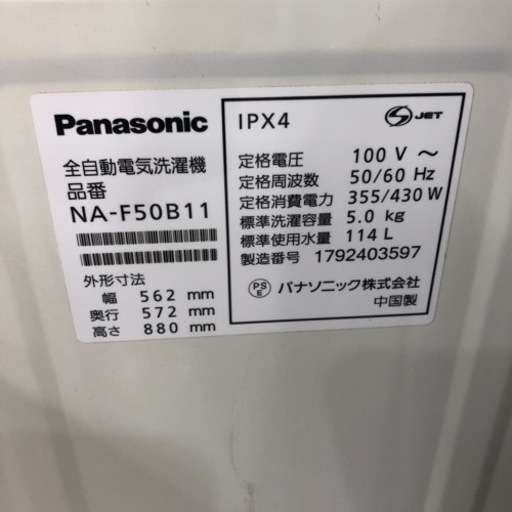 Panasonic
全自動電気洗濯機
品番
NA-F50B11
外形寸法
幅 562 mm
奥行 572 mm
高さ 880 mm
IPX4
S JET
定格電圧 100 V ～
定格周波数 50/60 Hz
定格消費電力 355/430 W
標準洗濯容量 5.0 kg
標準使用水量 114 L
製造番号 1792403597
PSE パナソニック株式会社
中国製